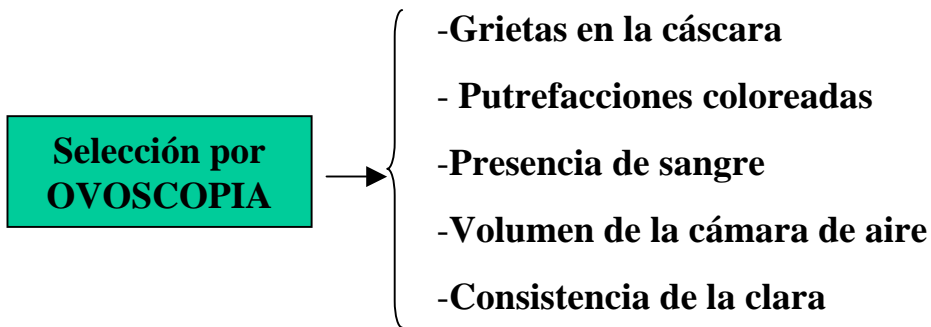 Selección por
OVOSCOPIA
-Grietas en la cáscara
- Putrefacciones coloreadas
-Presencia de sangre
-Volumen de la cámara de aire
-Consistencia de la clara